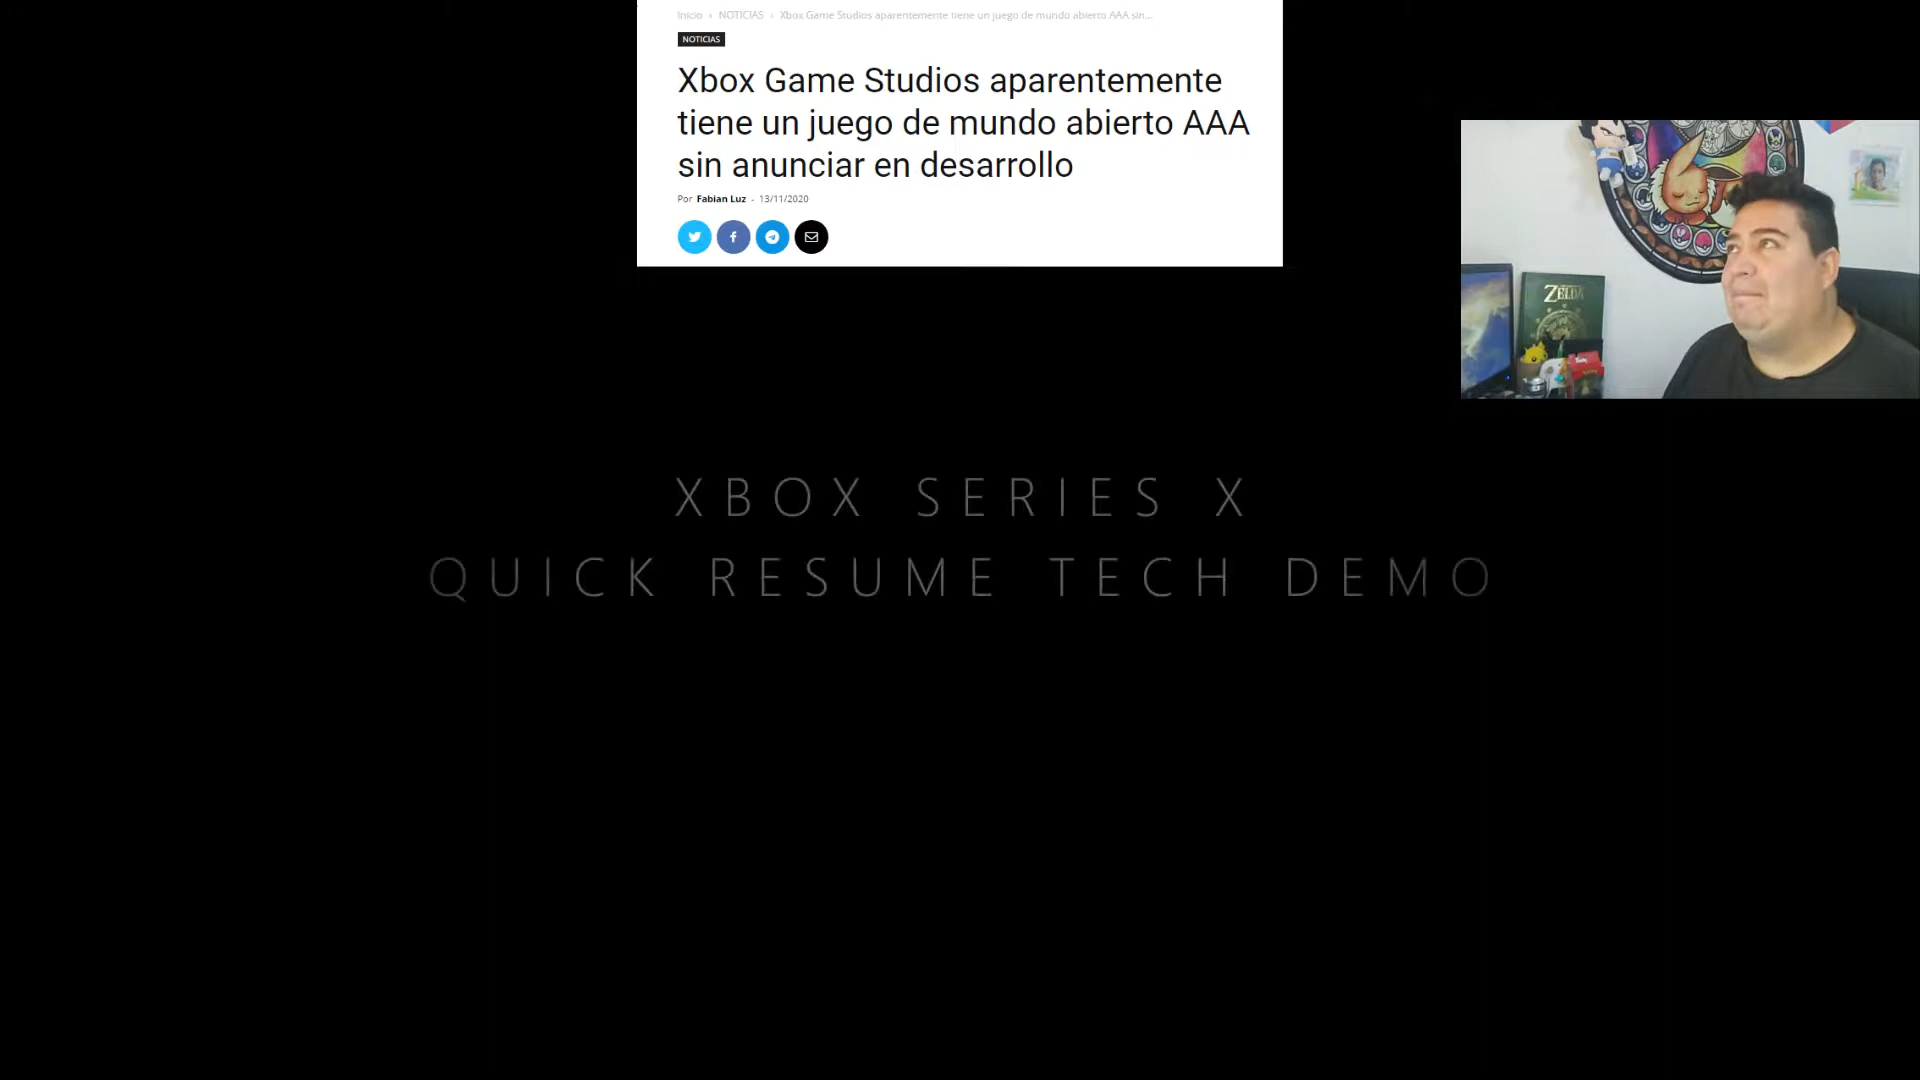 Inicio › NOTICIAS › Xbox Game Studios aparentemente tiene un juego de mundo abierto AAA sin...
NOTICIAS
Xbox Game Studios aparentemente
tiene un juego de mundo abierto AAA
sin anunciar en desarrollo
Por Fabian Luz - 13/11/2020
ZELDA
XBOX SERIES X
QUICK RESUME TECH DEMO